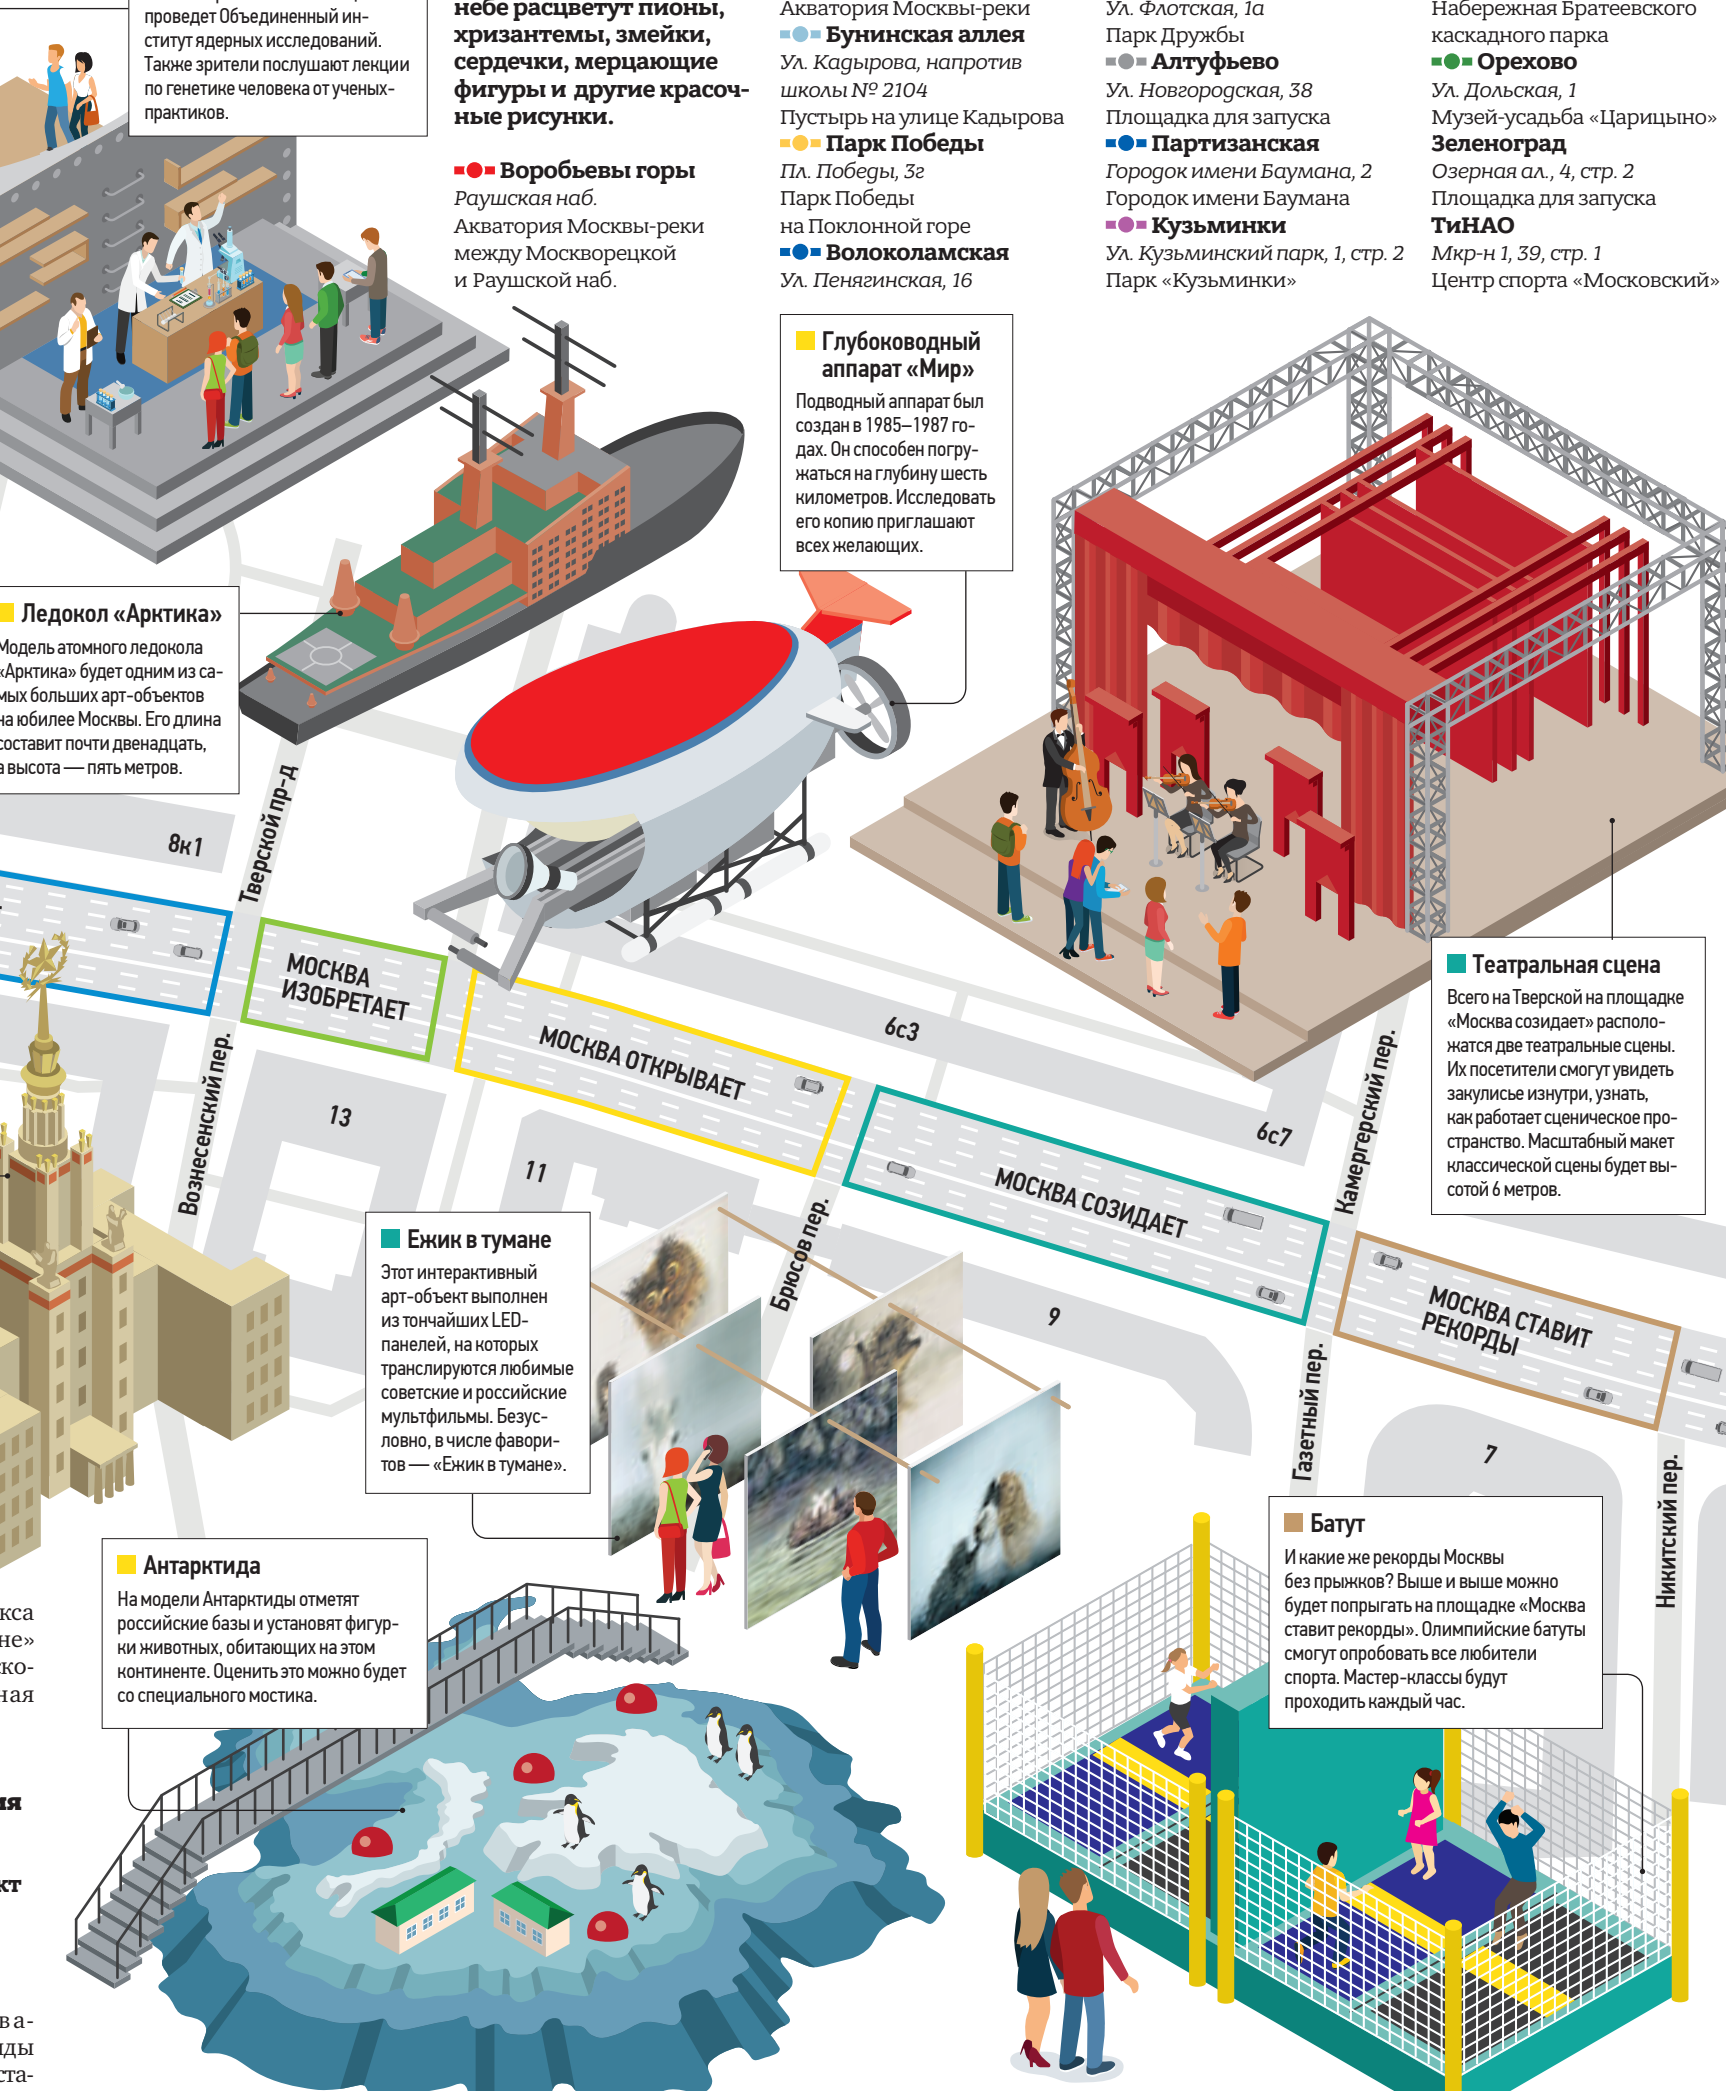 проведет Объединенный ин-
ститут ядерных исследований.
Также зрители послушают лекции
по генетике человека от ученых-
практиков.
небе расцветут пионы,
хризантемы, змейки,
сердечки, мерцающие
фигуры и другие красоч-
ные рисунки.
Воробьевы горы
Раушская наб.
Акватория Москвы-реки
между Москворецкой
и Раушской наб.
Акватория Москвы-реки
Бунинская аллея
Ул. Кадырова, напротив
школы № 2104
Пустырь на улице Кадырова
Парк Победы
Пл. Победы, 3г
Парк Победы
на Поклонной горе
Волоколамская
Ул. Пенягинская, 16
Ул. Флотская, 1а
Парк Дружбы
Алтуфьево
Ул. Новгородская, 38
Площадка для запуска
Партизанская
Городок имени Баумана, 2
Городок имени Баумана
Кузьминки
Ул. Кузьминский парк, 1, стр. 2
Парк «Кузьминки»
Набережная Братеевского
каскадного парка
Орехово
Ул. Дольская, 1
Музей-усадьба «Царицыно»
Зеленоград
Озерная ал., 4, стр. 2
Площадка для запуска
ТиНАО
Мкр-н 1, 39, стр. 1
Центр спорта «Московский»
Глубоководный
аппарат «Мир»
Подводный аппарат был
создан в 1985–1987 го-
дах. Он способен погру-
жаться на глубину шесть
километров. Исследовать
его копию приглашают
всех желающих.
Ледокол «Арктика»
Модель атомного ледокола
«Арктика» будет одним из са-
мых больших арт-объектов
на юбилее Москвы. Его длина
составит почти двенадцать,
а высота — пять метров.
8к1
Тверской пр-д
МОСКВА
ИЗОБРЕТАЕТ
МОСКВА ОТКРЫВАЕТ
6с3
МОСКВА СОЗИДАЕТ
6с7
Камергерский пер.
Театральная сцена
Всего на Тверской на площадке
«Москва созидает» располо-
жатся две театральные сцены.
Их посетители смогут увидеть
закулисье изнутри, узнать,
как работает сценическое про-
странство. Масштабный макет
классической сцены будет вы-
сотой 6 метров.
Вознесенский пер.
13
11
Брюсов пер.
9
МОСКВА СТАВИТ
РЕКОРДЫ
Газетный пер.
7
Никитский пер.
Ежик в тумане
Этот интерактивный
арт-объект выполнен
из тончайших LED-
панелей, на которых
транслируются любимые
советские и российские
мультфильмы. Безус-
ловно, в числе фавори-
тов — «Ежик в тумане».
Антарктида
На модели Антарктиды отметят
российские базы и установят фигур-
ки животных, обитающих на этом
континенте. Оценить это можно будет
со специального мостика.
Батут
И какие же рекорды Москвы
без прыжков? Выше и выше можно
будет попрыгать на площадке «Москва
ставит рекорды». Олимпийские батуты
смогут опробовать все любители
спорта. Мастер-классы будут
проходить каждый час.